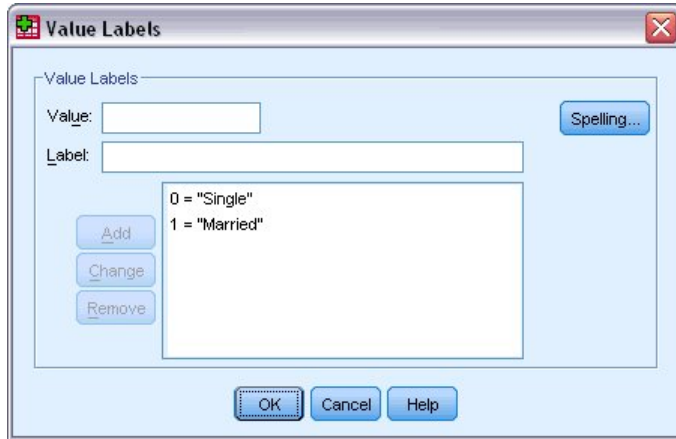 Value Labels
Value Labels
Value:
Spelling...
Label:
0 = "Single"
1 = "Married"
Add
Change
Remove
OK Cancel Help